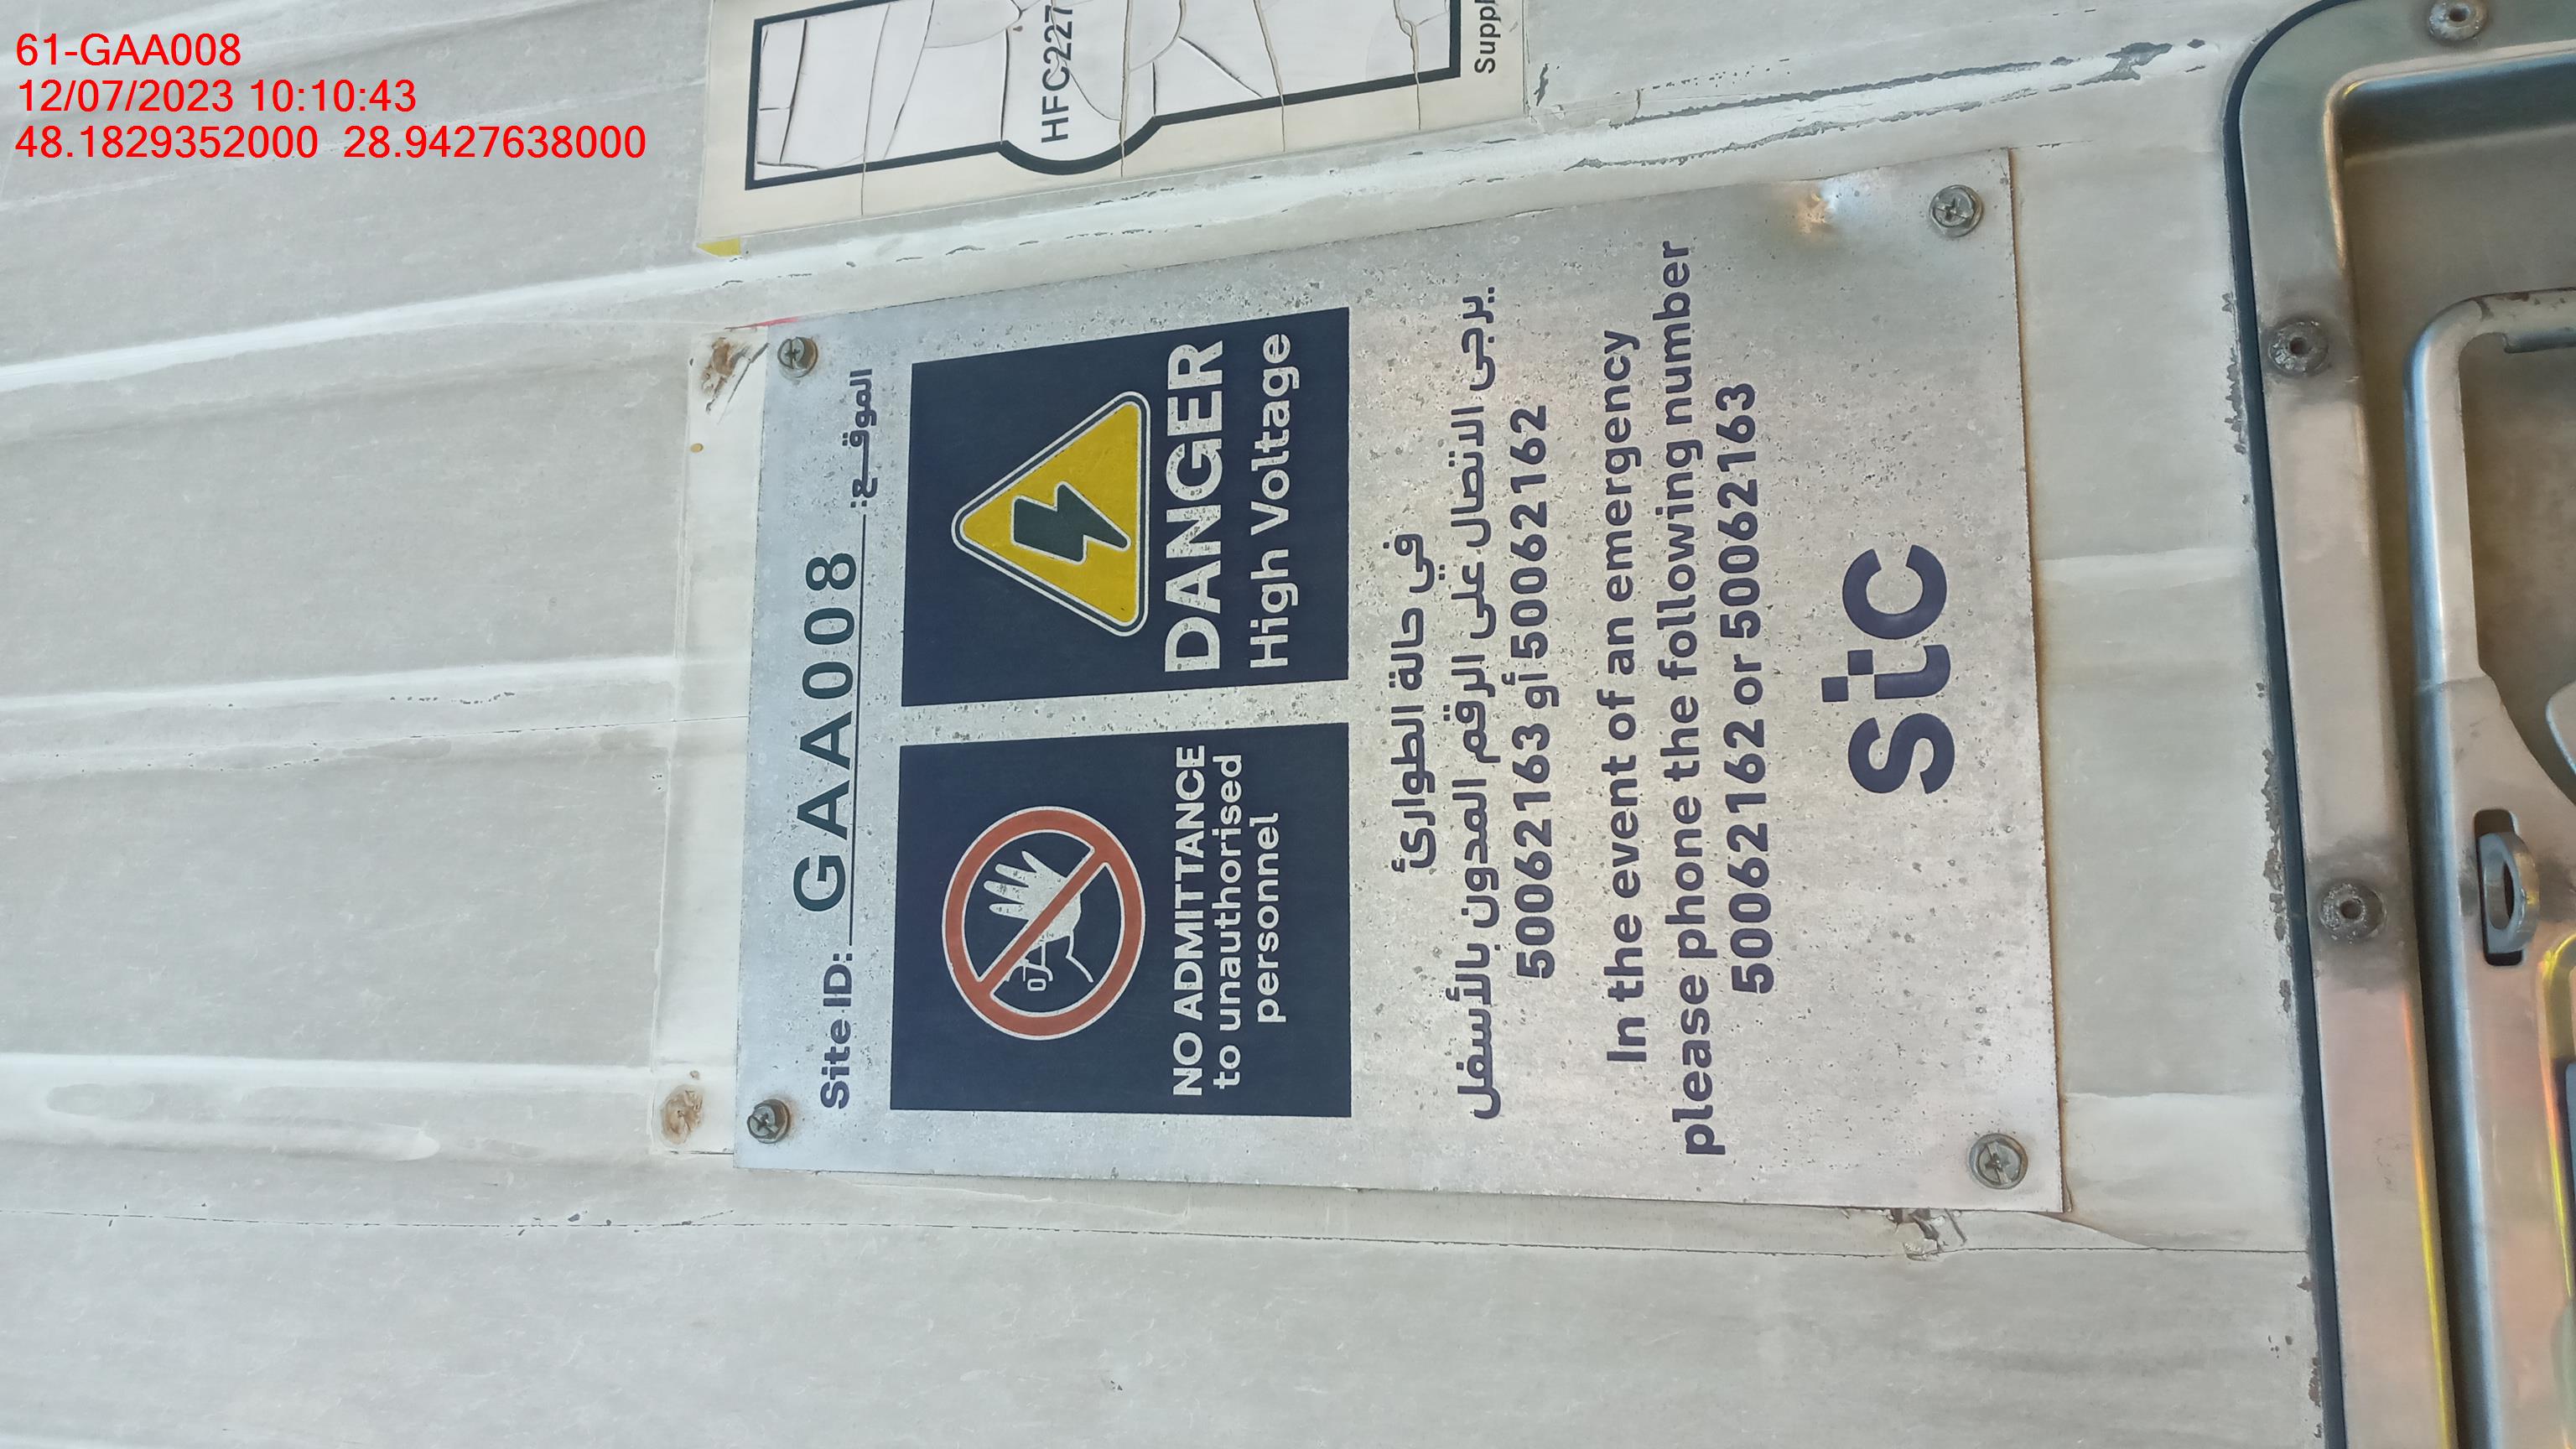 61-GAA008
12/07/2023 10:10:43
48.1829352000 28.9427638000
HFC227
Site ID: GAA008 الموقع:
NO ADMITTANCE
to unauthorised
personnel
DANGER
High Voltage
في حالة الطوارئ
يرجى الاتصال على الرقم المدون بالأسفل
50062163 أو 50062162
In the event of an emergency
please phone the following number
50062162 or 50062163
stc